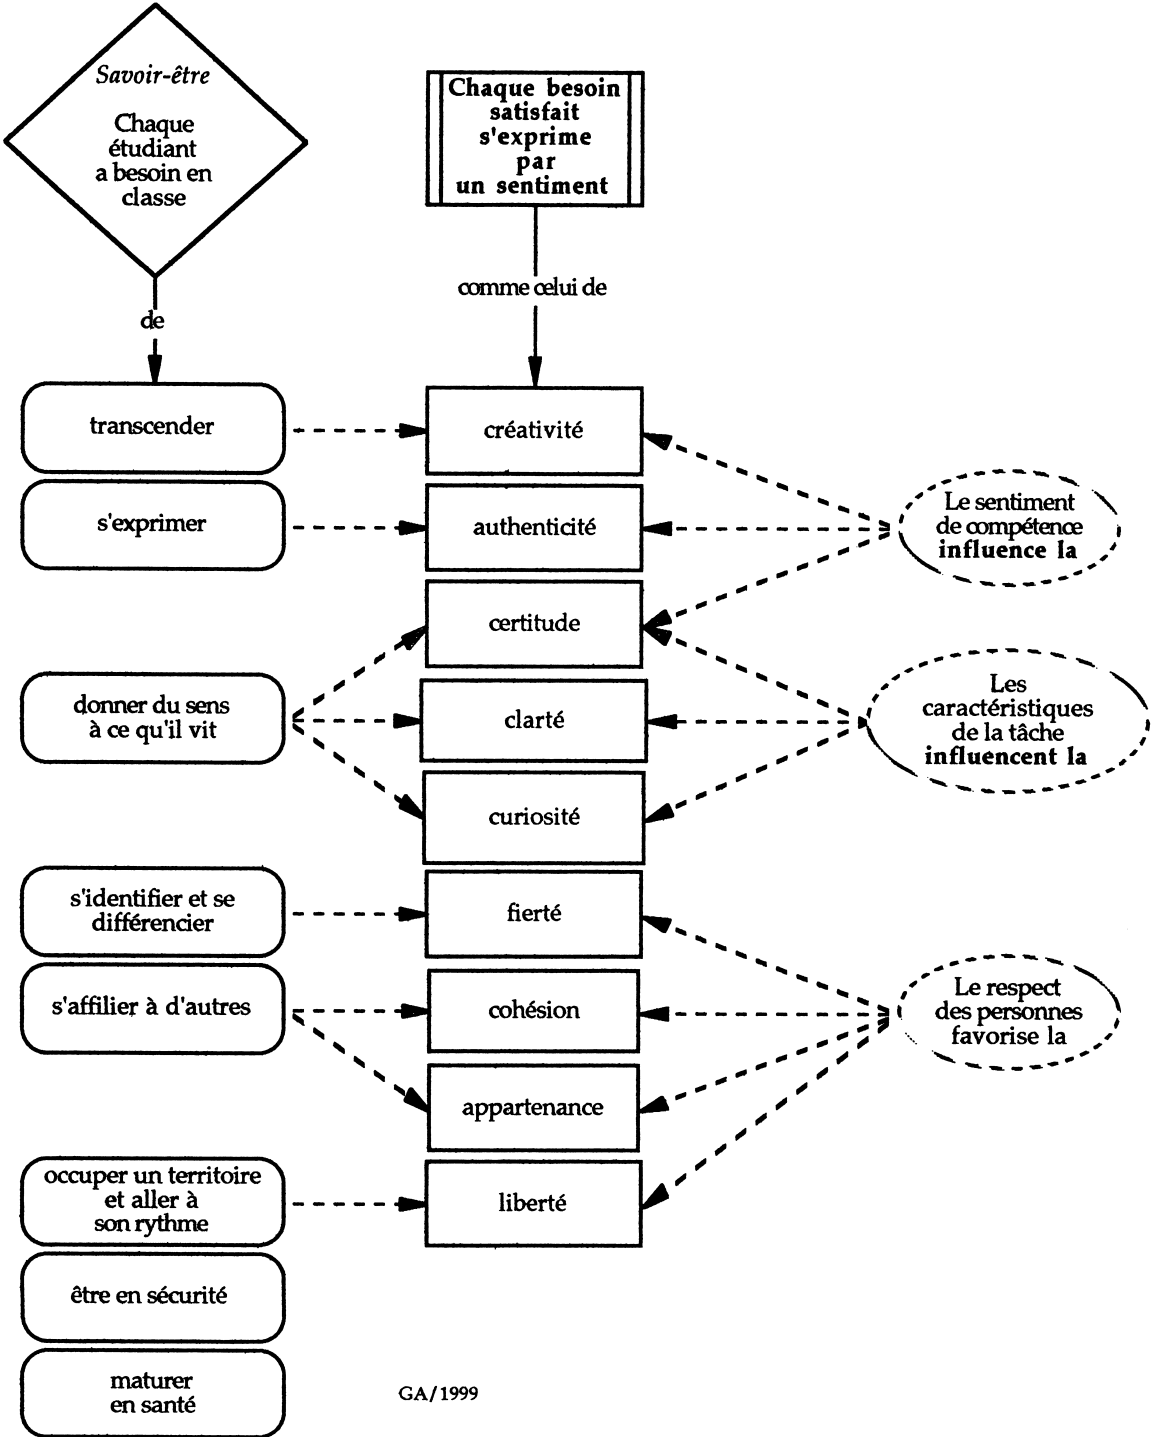 Savoir-être
Chaque
étudiant
a besoin en
classe
de
transcender
s'exprimer
donner du sens
à ce qu'il vit
s'identifier et se
différencier
s'affilier à d'autres
occuper un territoire
et aller à
son rythme
être en sécurité
maturer
en santé
Chaque besoin
satisfait
s'exprime
par
un sentiment
comme celui de
créativité
authenticité
certitude
clarté
curiosité
fierté
cohésion
appartenance
liberté
Le sentiment
de compétence
influence la
Les
caractéristiques
de la tâche
influencent la
Le respect
des personnes
favorise la
GA/1999